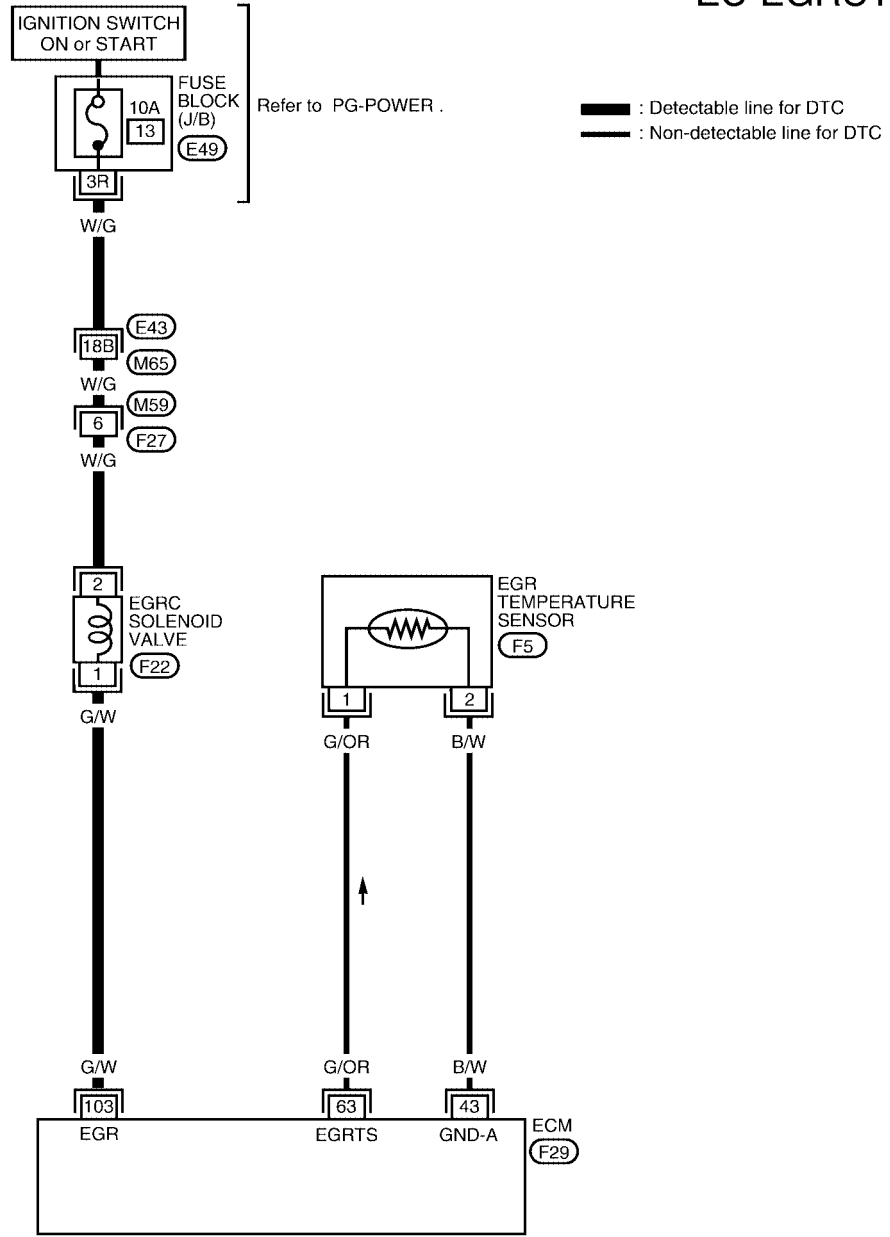 IGNITION SWITCH
ON or START
FUSE
BLOCK
(J/B)
10A
13
E49
3R
Refer to PG-POWER .
: Detectable line for DTC
: Non-detectable line for DTC
W/G
E43
18B
M65
W/G
M59
6
F27
W/G
2
EGRC
SOLENOID
VALVE
F22
1
G/W
EGR
TEMPERATURE
SENSOR
F5
1
2
G/OR
B/W
G/W
G/OR
B/W
103
63
43
EGR
EGRTS
GND-A
ECM
F29